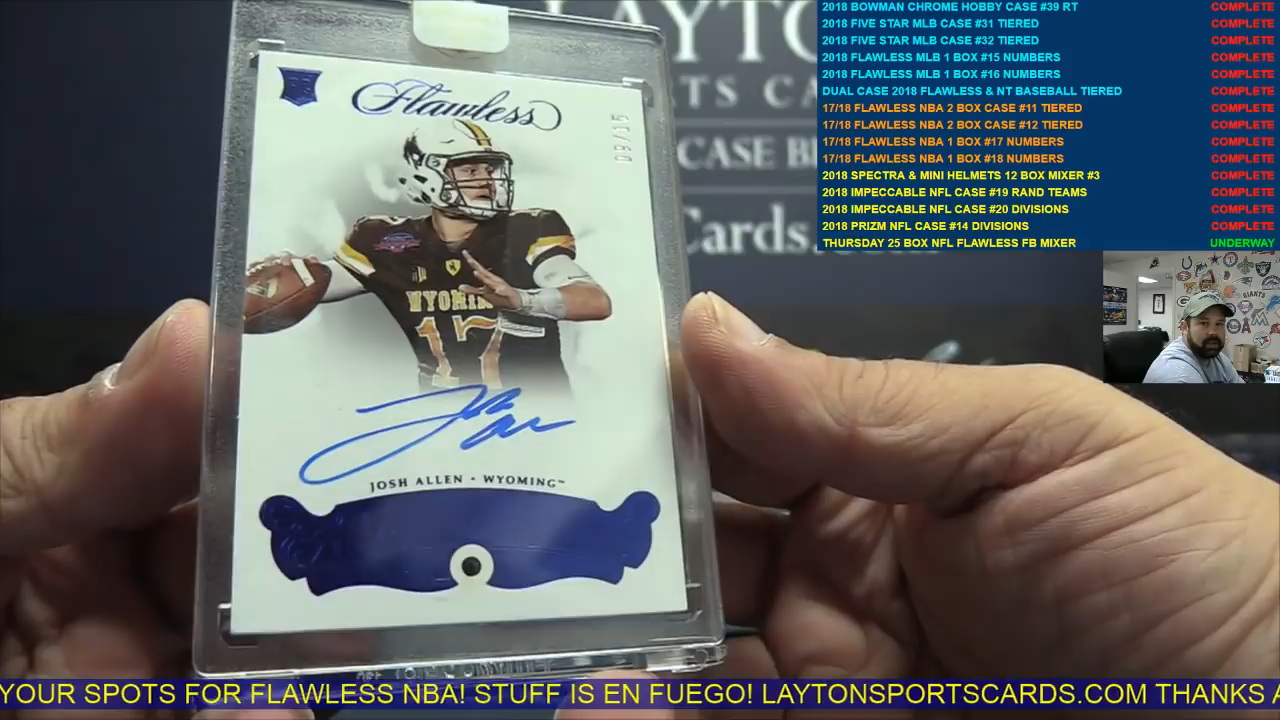 LAYTO
TS CA
CASE B
Cards.
2018 BOWMAN CHROME HOBBY CASE #39 RT COMPLETE
2018 FIVE STAR MLB CASE #31 TIERED COMPLETE
2018 FIVE STAR MLB CASE #32 TIERED COMPLETE
2018 FLAWLESS MLB 1 BOX #15 NUMBERS COMPLETE
2018 FLAWLESS MLB 1 BOX #16 NUMBERS COMPLETE
DUAL CASE 2018 FLAWLESS & NT BASEBALL TIERED COMPLETE
17/18 FLAWLESS NBA 2 BOX CASE #11 TIERED COMPLETE
17/18 FLAWLESS NBA 2 BOX CASE #12 TIERED COMPLETE
17/18 FLAWLESS NBA 1 BOX #17 NUMBERS COMPLETE
17/18 FLAWLESS NBA 1 BOX #18 NUMBERS COMPLETE
2018 SPECTRA & MINI HELMETS 12 BOX MIXER #3 COMPLETE
2018 IMPECCABLE NFL CASE #19 RAND TEAMS COMPLETE
2018 IMPECCABLE NFL CASE #20 DIVISIONS COMPLETE
2018 PRIZM NFL CASE #14 DIVISIONS COMPLETE
THURSDAY 25 BOX NFL FLAWLESS FB MIXER UNDERWAY
RC
Flawless
09/15
WYOMIN
17
JOSH ALLEN • WYOMING™
GIANTS
YOUR SPOTS FOR FLAWLESS NBA! STUFF IS EN FUEGO! LAYTONSPORTSCARDS.COM THANKS A